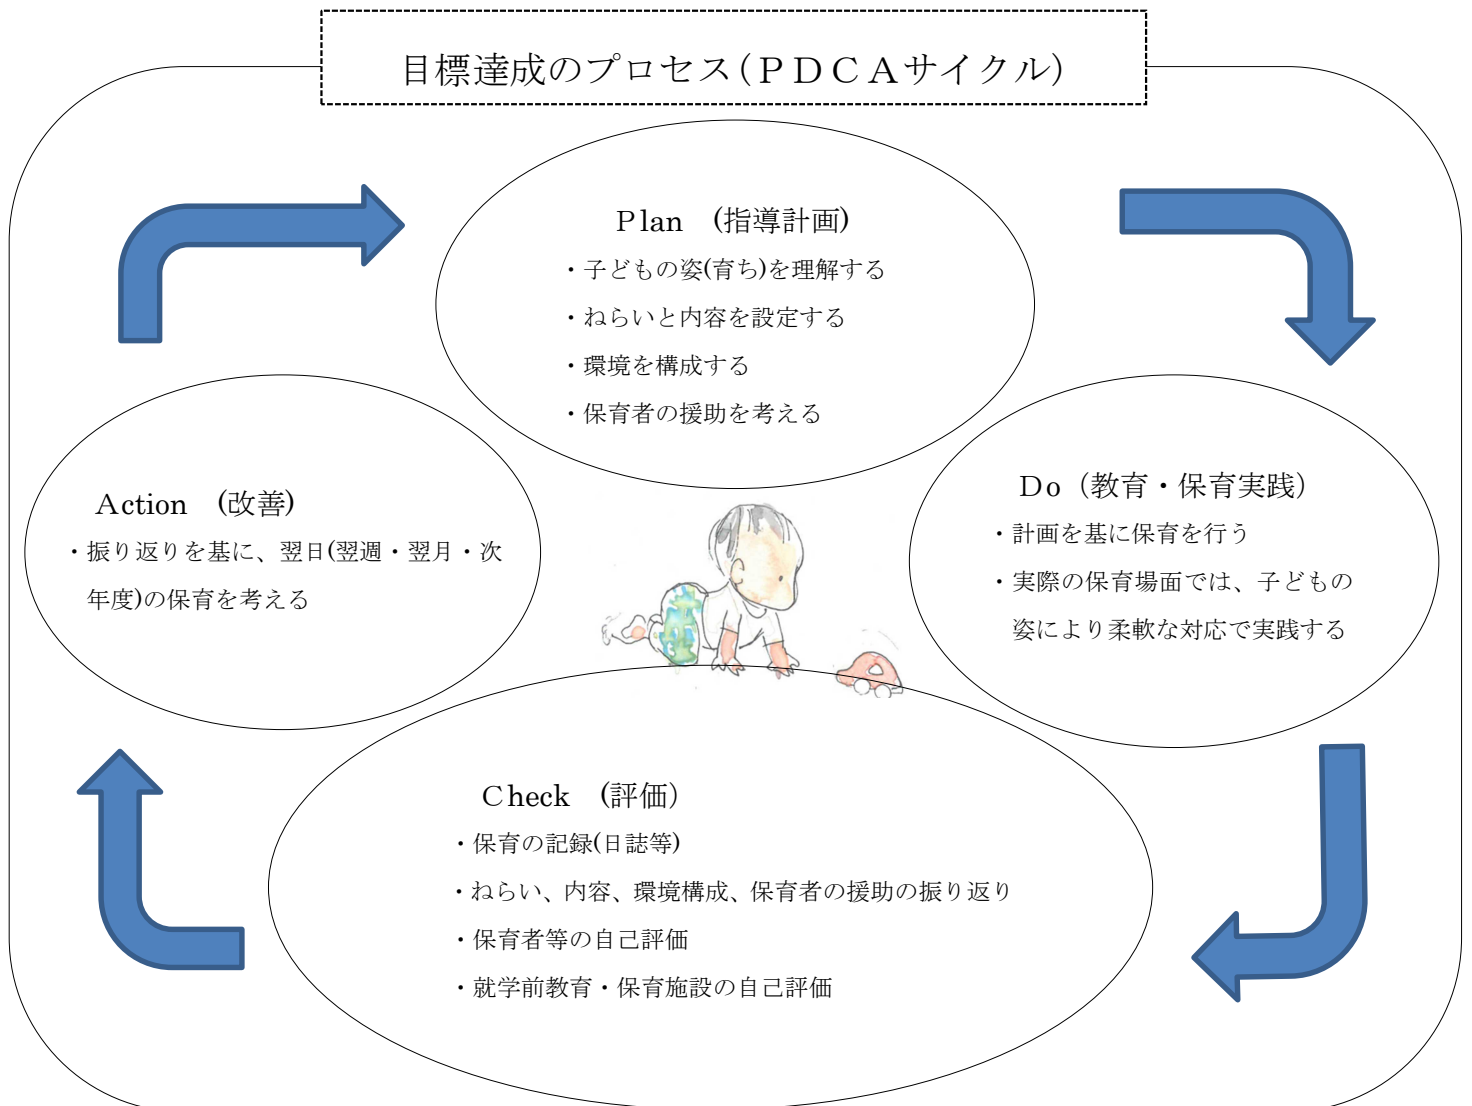 目標達成のプロセス(ＰＤＣＡサイクル)
Ｐlan　(指導計画)
・子どもの姿(育ち)を理解する
・ねらいと内容を設定する
・環境を構成する
・保育者の援助を考える
Ｄo（教育・保育実践）
・計画を基に保育を行う
・実際の保育場面では、子どもの
姿により柔軟な対応で実践する
Ｃheck　(評価）
・保育の記録(日誌等)
・ねらい、内容、環境構成、保育者の援助の振り返り
・保育者等の自己評価
・就学前教育・保育施設の自己評価
Action　(改善)
・振り返りを基に、翌日(翌週・翌月・次
年度)の保育を考える